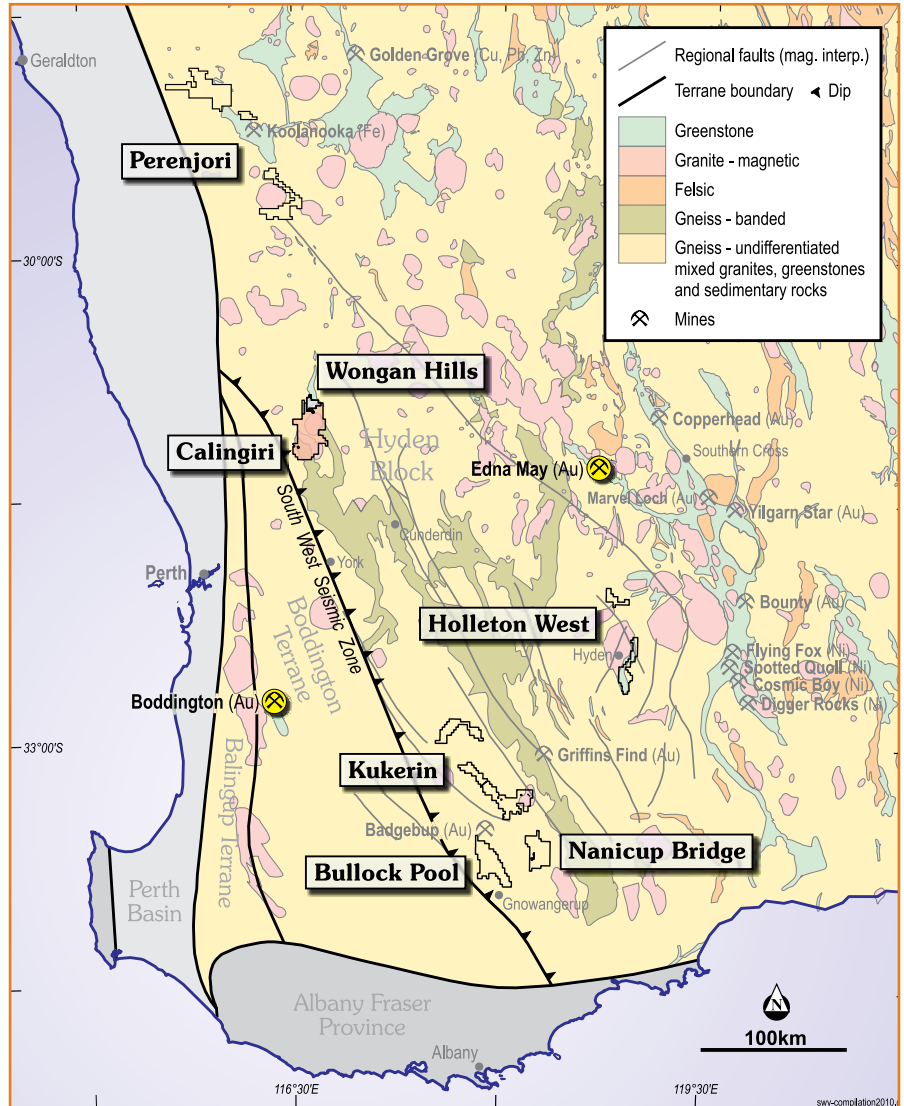 Geraldton
Golden Grove (Cu, Pb, Zn)
Koolanooka (Fe)
Perenjori
Regional faults (mag. interp.)
Terrane boundary
Dip
Greenstone
Granite - magnetic
Felsic
Gneiss - banded
Gneiss - undifferentiated
mixed granites, greenstones
and sedimentary rocks
Mines
30°00'S
Wongan Hills
Calingiri
Hyden
Block
Copperhead (Au)
Southern Cross
Edna May (Au)
Marvel Loch (Au)
Yilgarn Star (Au)
South West Seismic Zone
Cunderdin
York
Perth
Boddington
Terrane
Holleton West
Bounty (Au)
Hyden
Flying Fox (Ni)
Spotted Quoll (Ni)
Cosmic Boy (Ni)
Digger Rocks (Ni)
Boddington (Au)
33°00'S
Balingup Terrane
Kukerin
Griffins Find (Au)
Badgebup (Au)
Bullock Pool
Nanicup Bridge
Gnowangerup
Perth
Basin
Albany Fraser
Province
Albany
N
100km
116°30'E
119°30'E
swy-compilation2010.